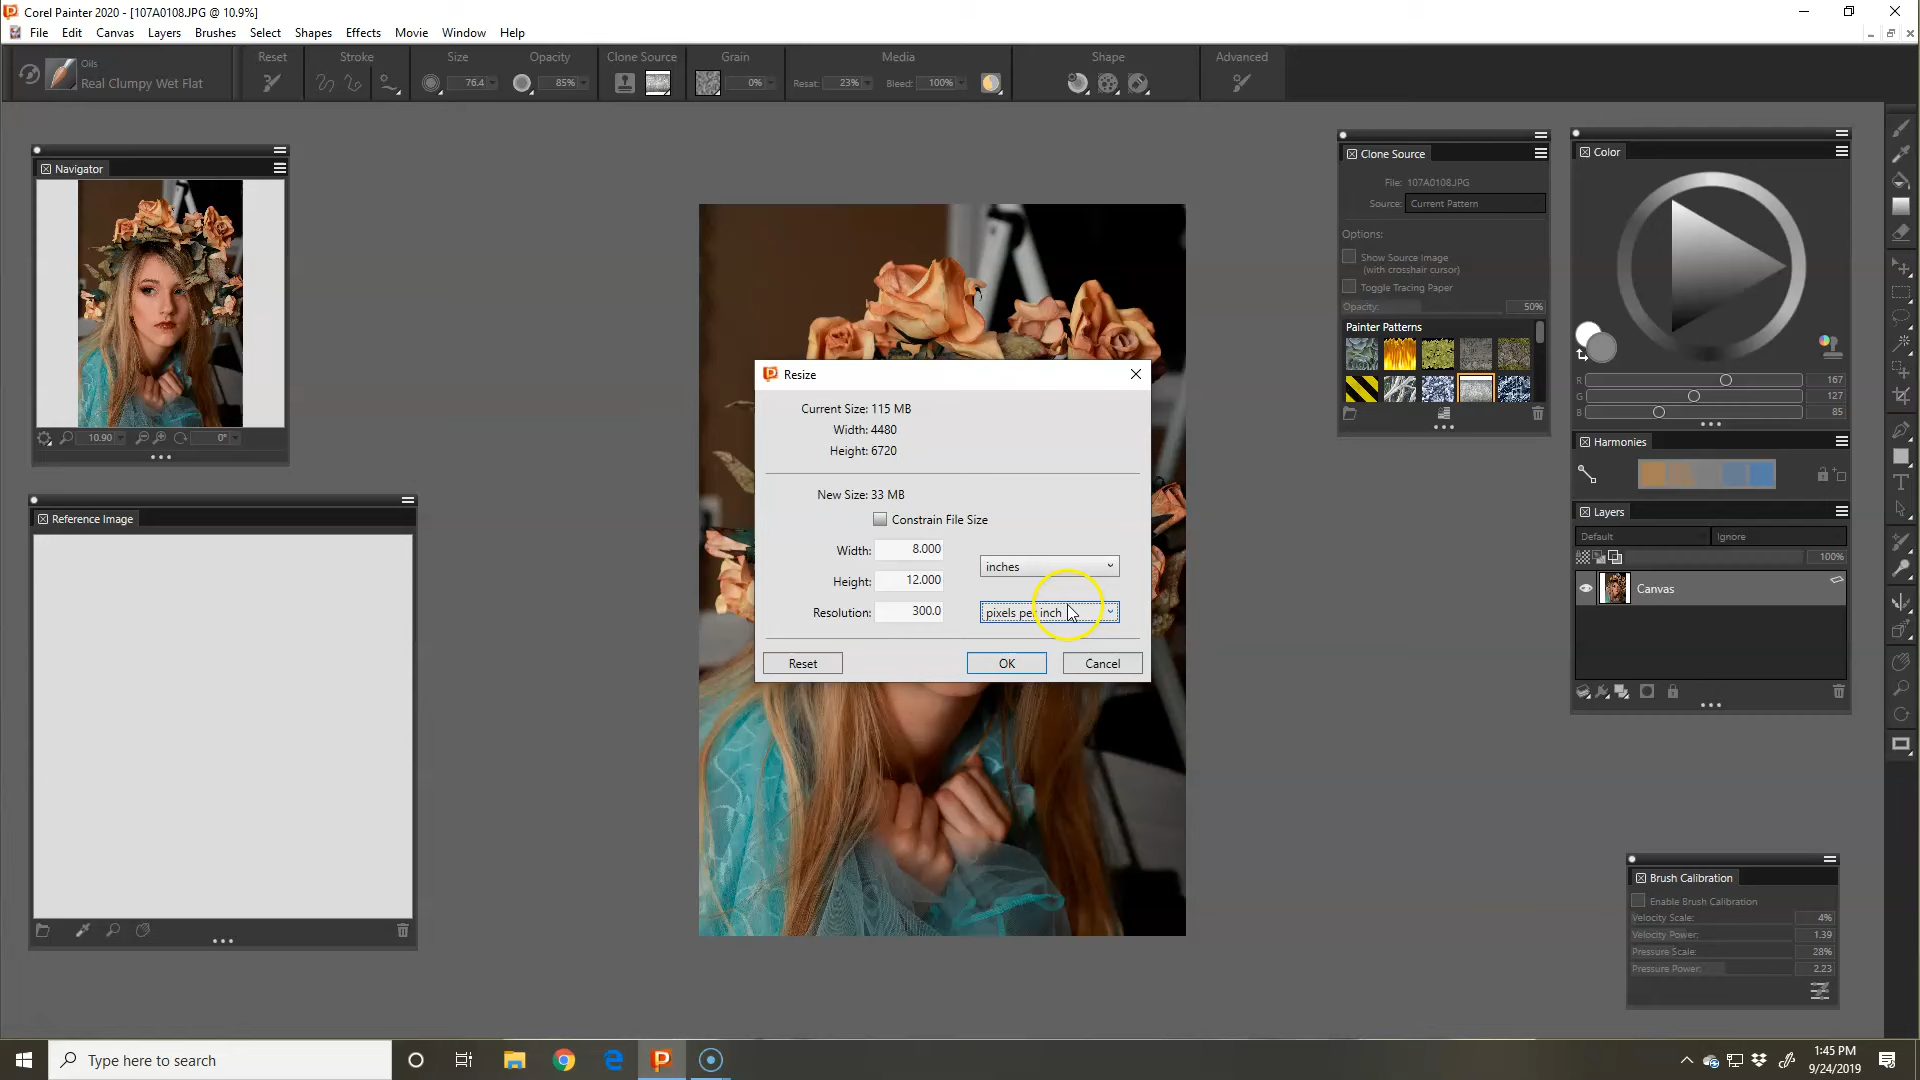 Corel Painter 2020 - [107A0108.JPG @ 10.9%]
File Edit Canvas Layers Brushes Select Shapes Effects Movie Window Help
Oils
Real Clumpy Wet Flat
Reset
Stroke
Size
76.4
Opacity
85%
Clone Source
Grain
0%
Media
Resat: 23% Bleed: 100%
Shape
Advanced
Navigator
10.90 0°
Reference Image
Resize
Current Size: 115 MB
Width: 4480
Height: 6720
New Size: 33 MB
Constrain File Size
Width: 8.000
inches
Height: 12.000
Resolution: 300.0 pixels per inch
Reset OK Cancel
Clone Source
File: 107A0108.JPG
Source: Current Pattern
Options:
Show Source Image
(with crosshair cursor)
Toggle Tracing Paper
Opacity: 50%
Painter Patterns
Color
R 167
G 127
B 85
Harmonies
Layers
Default Ignore
100%
Canvas
Brush Calibration
Enable Brush Calibration
Velocity Scale: 4%
Velocity Power: 1.39
Pressure Scale: 28%
Pressure Power: 2.23
Type here to search
1:45 PM
9/24/2019